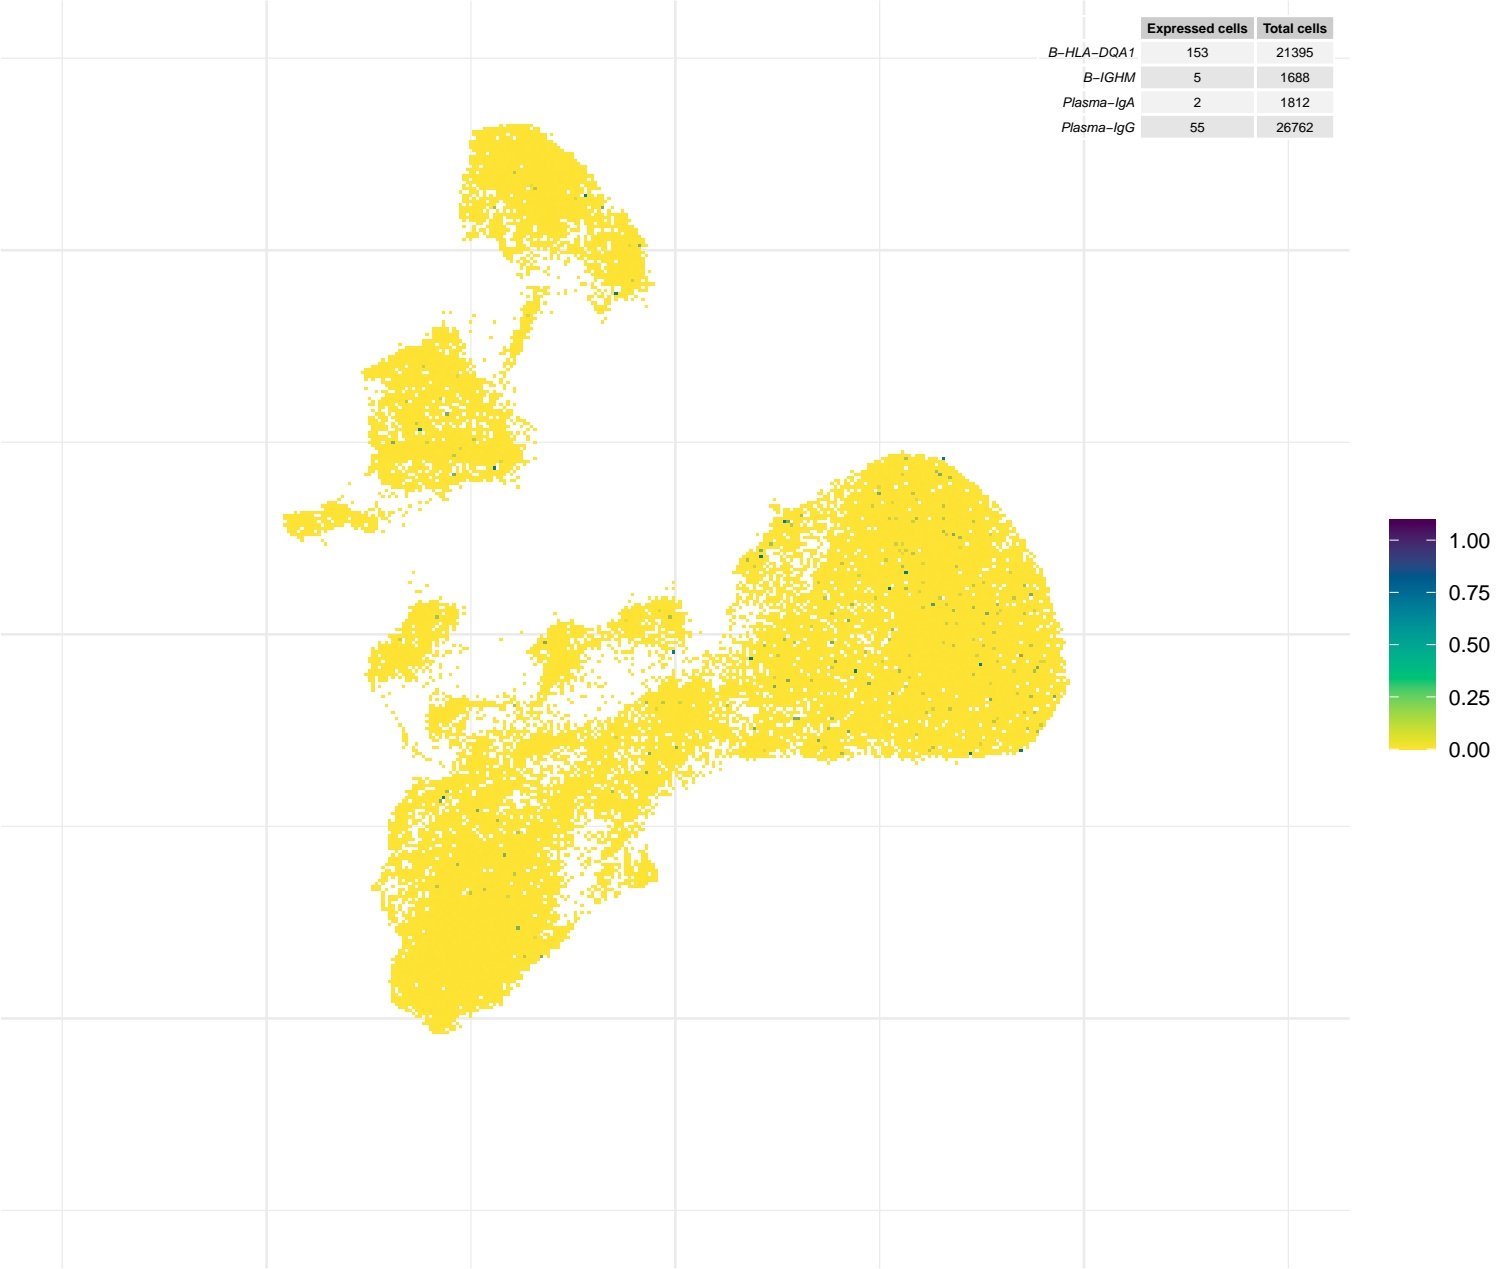 Expressed cells Total cells
B−HLA−DQA1 153 21395
B−IGHM 5 1688
Plasma−IgA 2 1812
Plasma−IgG 55 26762
1.00
0.75
0.50
0.25
0.00